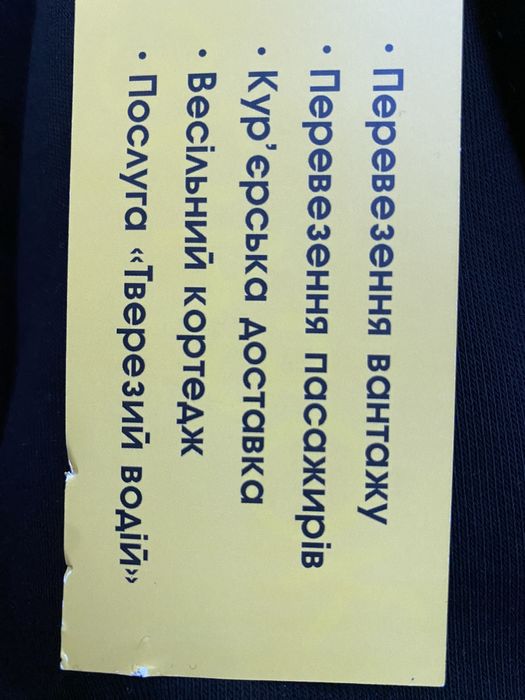 • Перевезення вантажу
• Перевезення пасажирів
• Кур’єрська доставка
• Весільний кортедж
• Послуга «Тверезий водій»